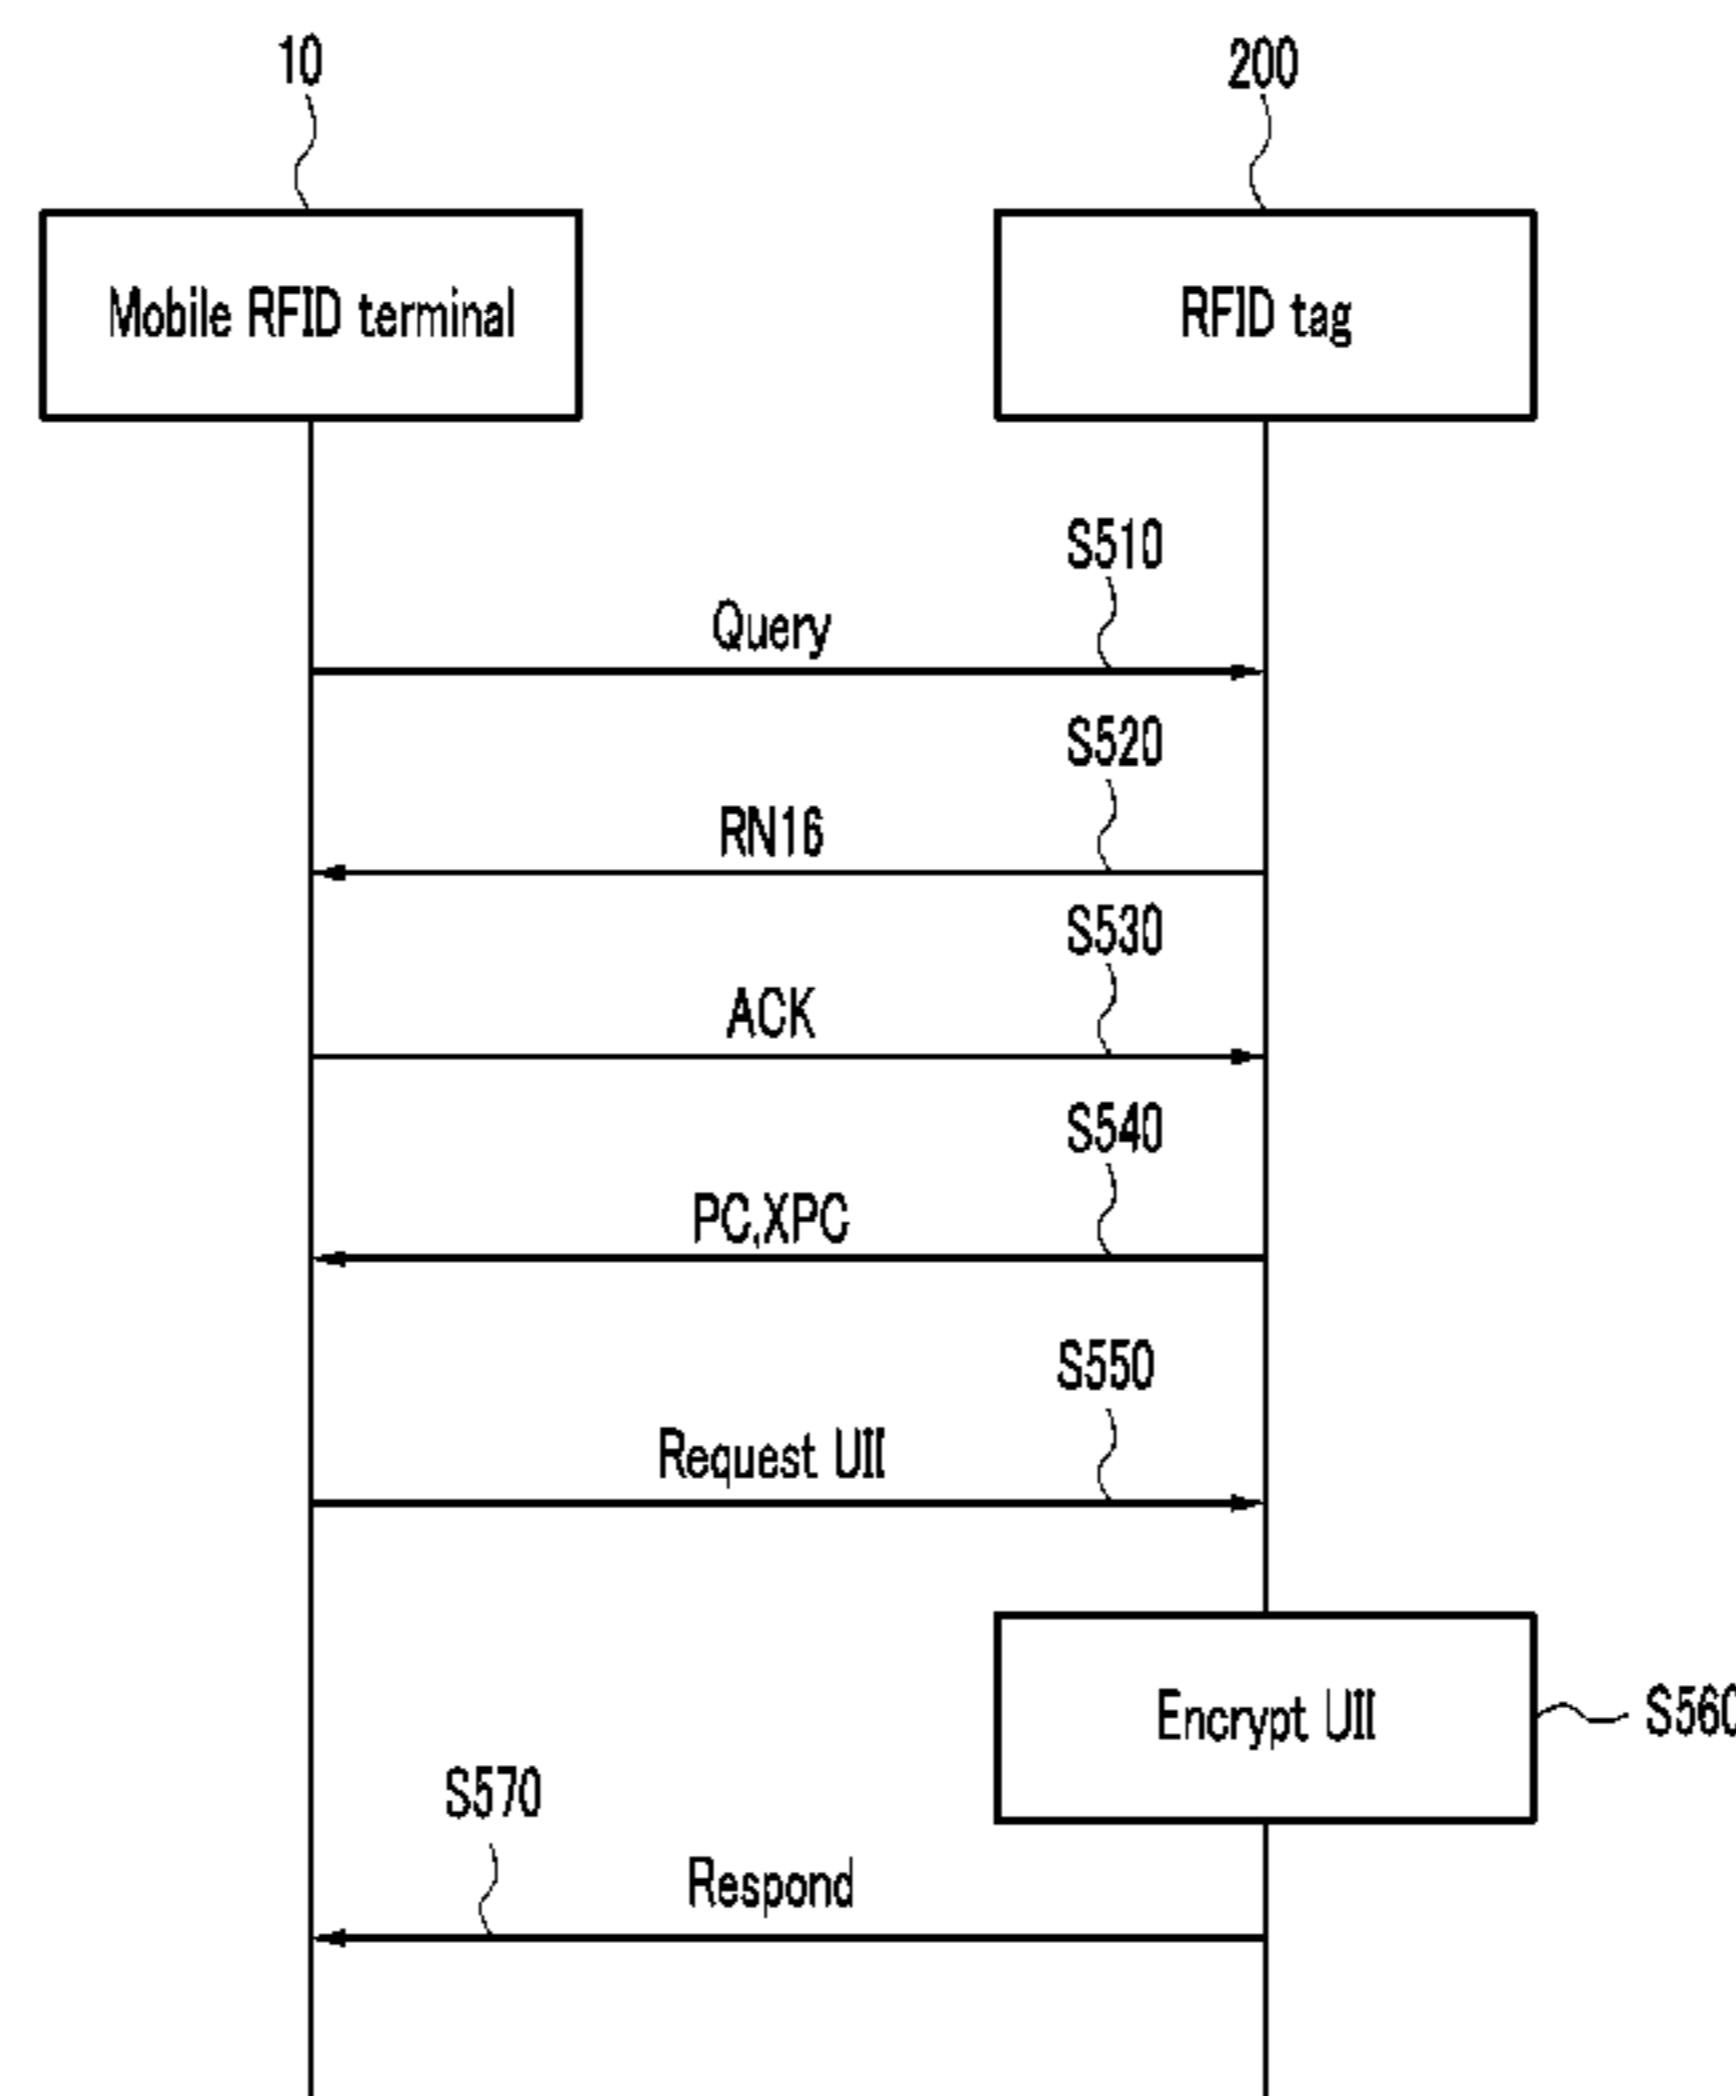 10
200
Mobile RFID terminal
RFID tag
S510
Query
S520
RN16
S530
ACK
S540
PC,XPC
S550
Request UII
Encrypt UII
S560
S570
Respond